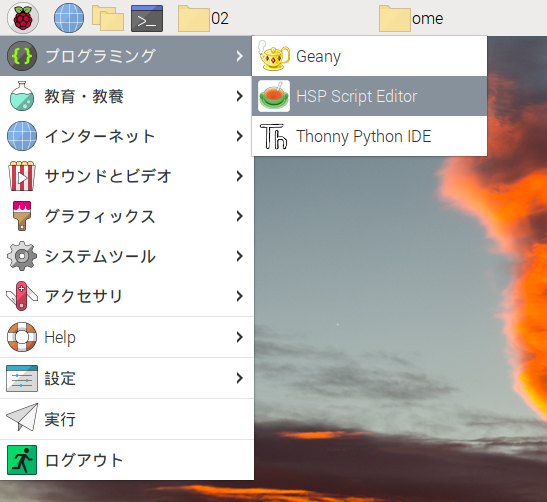 02
ome
プログラミング
Geany
教育・教養
HSP Script Editor
インターネット
Thonny Python IDE
サウンドとビデオ
グラフィックス
システムツール
アクセサリ
Help
設定
実行
ログアウト